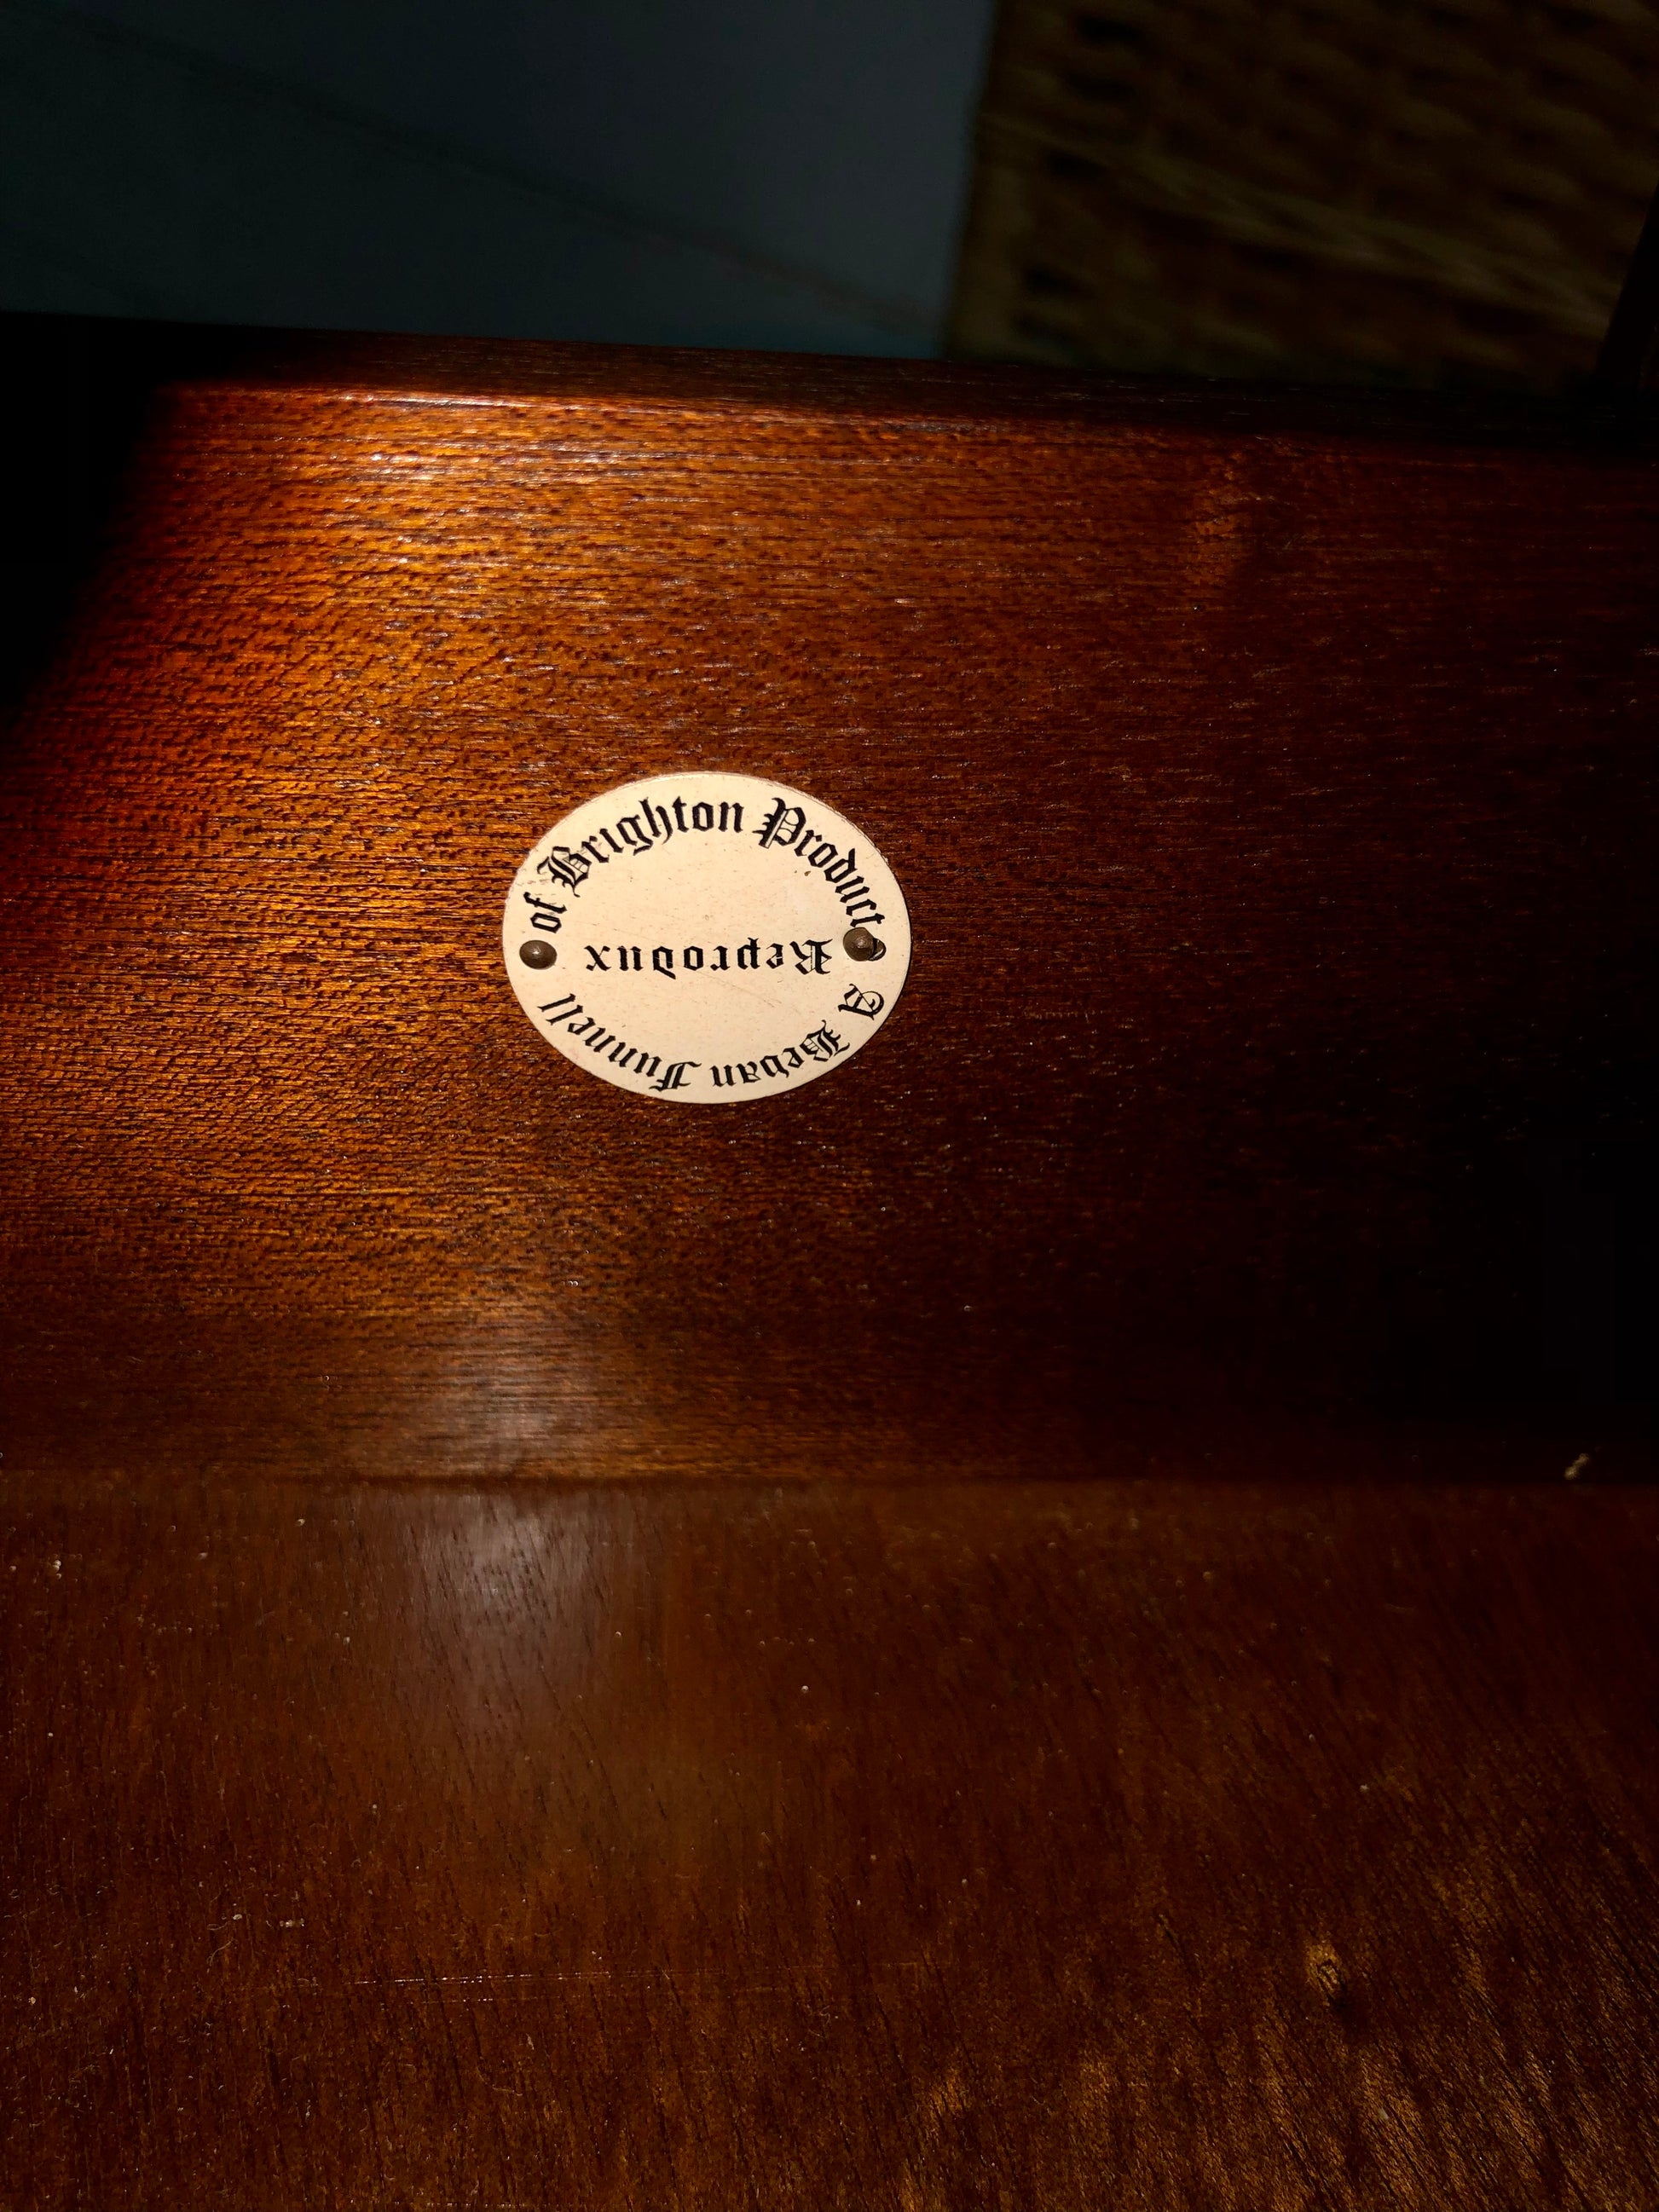 A Bevan Funnell
Reprodux
of Brighton Product